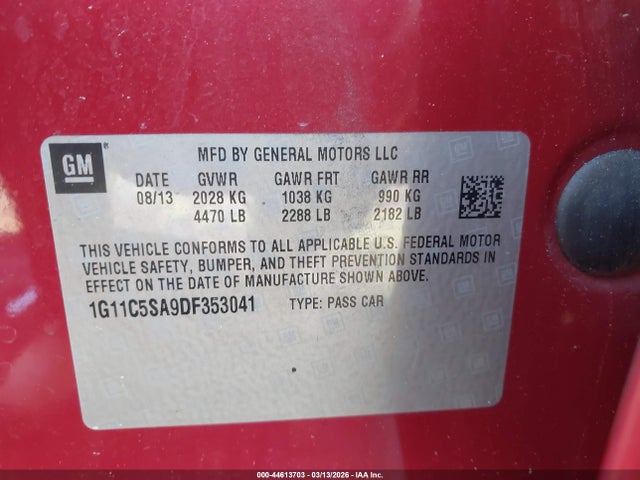 GM
MFD BY GENERAL MOTORS LLC
DATE GVWR GAWR FRT GAWR RR
08/13 2028 KG 1038 KG 990 KG
4470 LB 2288 LB 2182 LB
THIS VEHICLE CONFORMS TO ALL APPLICABLE U.S. FEDERAL MOTOR
VEHICLE SAFETY, BUMPER, AND THEFT PREVENTION STANDARDS IN
EFFECT ON THE DATE OF MANUFACTURE SHOWN ABOVE.
1G11C5SA9DF353041 TYPE: PASS CAR
000-44613703 - 03/13/2026 - IAA Inc.